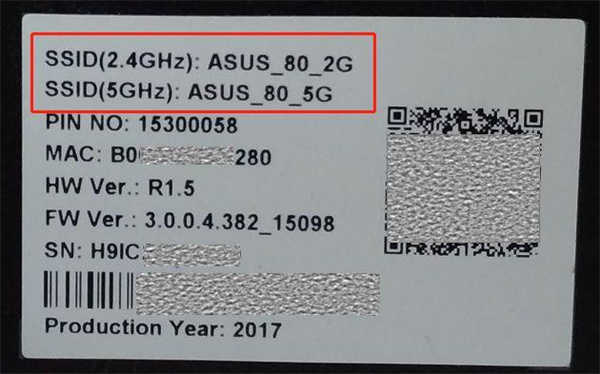 SSID(2.4GHz): ASUS_80_2G
SSID(5GHz): ASUS_80_5G
PIN NO: 15300058
MAC: B0 280
HW Ver.: R1.5
FW Ver.: 3.0.0.4.382_15098
SN: H9IC
Production Year: 2017